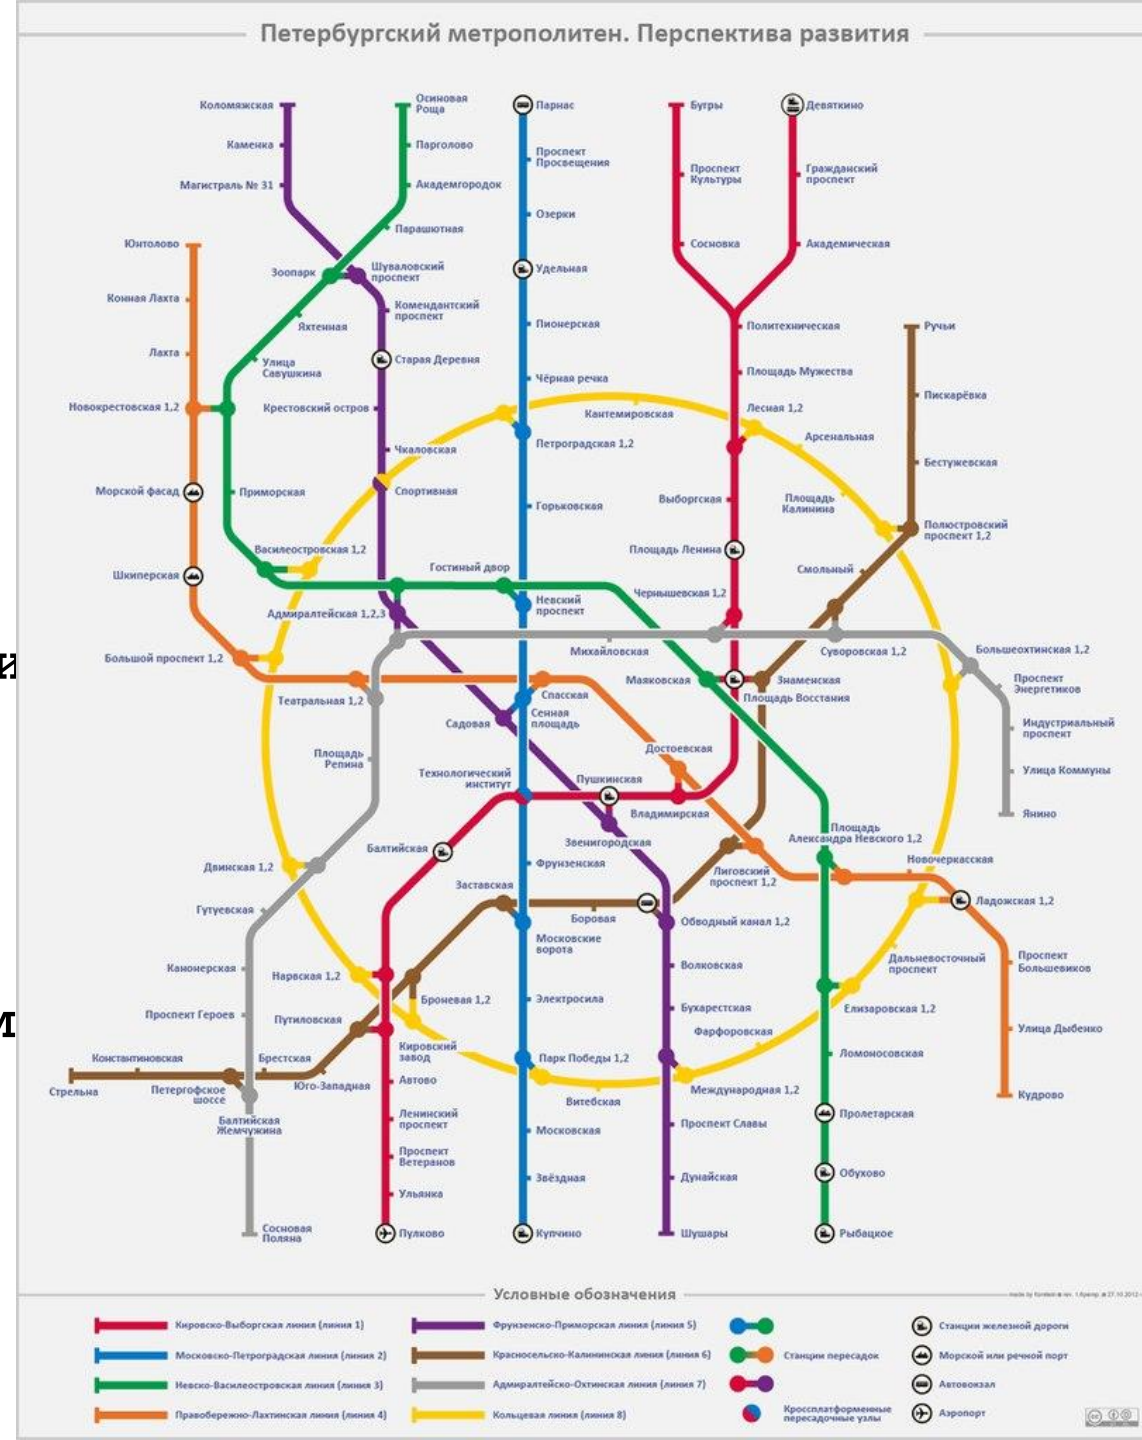 Петербургский метрополитен. Перспектива развития
Коломяжская
Каменка
Магистраль № 31
Осиновая
Роща
Парголово
Академгородок
Парашютная
Парнас
Проспект
Просвещения
Озерки
Удельная
Пионерская
Чёрная речка
Бугры
Проспект
Культуры
Сосновка
Девяткино
Гражданский
проспект
Академическая
Юнтолово
Конная Лахта
Лахта
Новокрестовская 1,2
Морской фасад
Шкиперская
Большой проспект 1,2
Зоопарк
Шуваловский
проспект
Комендантский
проспект
Яхтенная
Улица
Савушкина
Старая Деревня
Крестовский остров
Чкаловская
Спортивная
Приморская
Василеостровская 1,2
Адмиралтейская 1,2,3
Гостиный двор
Невский
проспект
Петроградская 1,2
Горьковская
Кантемировская
Политехническая
Площадь Мужества
Лесная 1,2
Арсенальная
Площадь
Калинина
Выборгская
Площадь Ленина
Чернышевская 1,2
Ручьи
Пискарёвка
Бестужевская
Полюстровский
проспект 1,2
Смольный
Михайловская
Суворовская 1,2
Большеохтинская 1,2
Проспект
Энергетиков
Индустриальный
проспект
Улица Коммуны
Янино
Маяковская
Знаменская
Площадь Восстания
Театральная 1,2
Спасская
Сенная
площадь
Садовая
Площадь
Репина
Технологический
институт
Пушкинская
Достоевская
Владимирская
Звенигородская
Балтийская
Фрунзенская
Двинская 1,2
Гутуевская
Заставская
Боровая
Лиговский
проспект 1,2
Площадь
Александра Невского 1,2
Новочеркасская
Ладожская 1,2
Обводный канал 1,2
Московские
ворота
Канонерская
Нарвская 1,2
Проспект Героев
Путиловская
Броневая 1,2
Кировский
завод
Электросила
Волковская
Бухарестская
Фарфоровская
Дальневосточный
проспект
Елизаровская 1,2
Проспект
Большевиков
Улица Дыбенко
Кудрово
Константиновская
Стрельна
Петергофское
шоссе
Брестская
Юго-Западная
Балтийская
Жемчужина
Сосновая
Поляна
Автово
Ленинский
проспект
Проспект
Ветеранов
Ульянка
Пулково
Парк Победы 1,2
Витебская
Московская
Звёздная
Купчино
Международная 1,2
Проспект Славы
Дунайская
Шушары
Ломоносовская
Пролетарская
Обухово
Рыбацкое
Условные обозначения
Кировско-Выборгская линия (линия 1)
Московско-Петроградская линия (линия 2)
Невско-Василеостровская линия (линия 3)
Правобережно-Лахтинская линия (линия 4)
Фрунзенско-Приморская линия (линия 5)
Красносельско-Калининская линия (линия 6)
Адмиралтейско-Охтинская линия (линия 7)
Кольцевая линия (линия 8)
Станции пересадок
Кроссплатформенные
пересадочные узлы
Станции железной дороги
Морской или речной порт
Автовокзал
Аэропорт